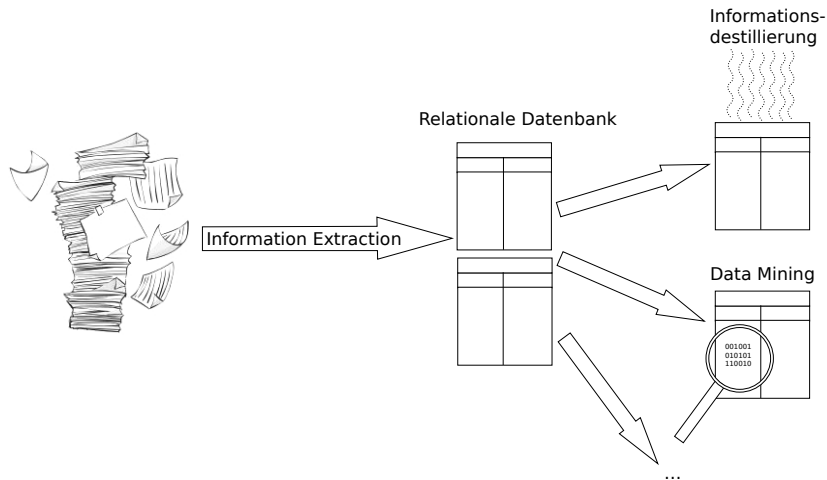 Informations-
destillierung
Relationale Datenbank
Information Extraction
Data Mining
001001
010101
110010
...